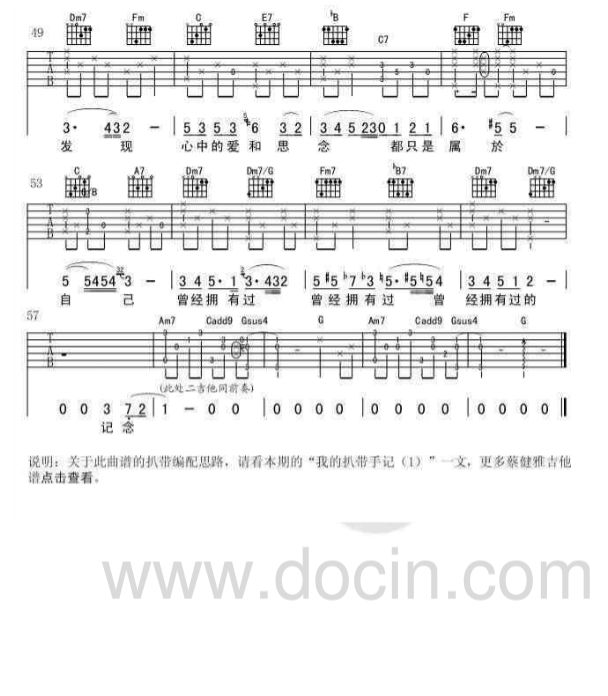 49 Dm7 Fm C E7 ♭B C7 F Fm
T A B
3· 432 - | 5 3 5 3 6 3 2 | 3 4 5 23 0 1 2 1 | 6· #5 5 -
发 现 心中的爱和思 念 都只是 属 於
53 C G/B A7 Dm7 Dm7/G Fm7 ♭B7 Dm7 Dm7/G
T A B
5 5454 3 - | 3 4 5· 1 3·432 | 5 #5 ♭7 ♭3 5·#5 ♭54 | 3 4 5 1 2 -
自 己 曾经拥有过 曾经拥有过 曾 经拥有过的
57 Am7 Cadd9 Gsus4 G Am7 Cadd9 Gsus4 G
T A B
(此处二吉他同前奏)
0 0 3 7 2 | 1 - 0 0 | 0 0 0 0 | 0 0 0 0 | 0 0 0 0
记 念
说明：关于此曲谱的扒带编配思路，请看本期的“我的扒带手记（1）”一文，更多蔡健雅吉他
谱点击查看。
www.docin.com